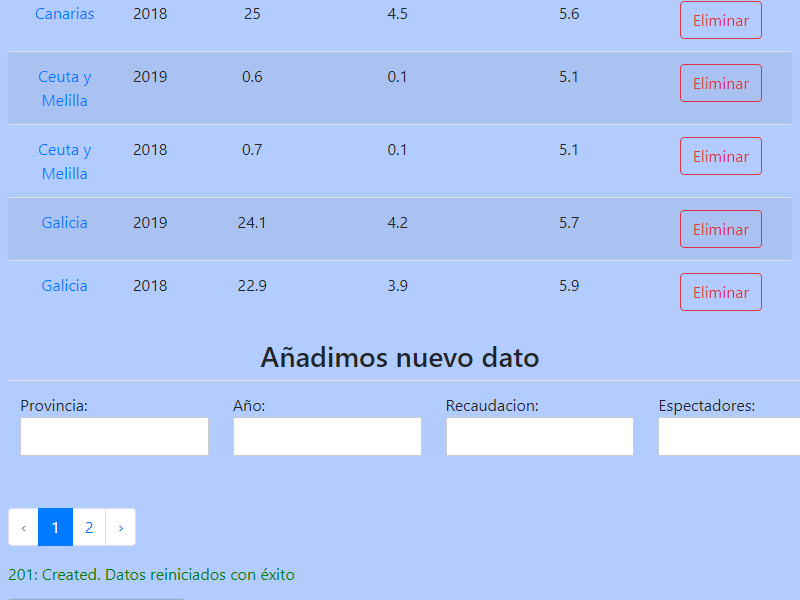 Canarias 2018 25 4.5 5.6 Eliminar
Ceuta y 2019 0.6 0.1 5.1 Eliminar
Melilla
Ceuta y 2018 0.7 0.1 5.1 Eliminar
Melilla
Galicia 2019 24.1 4.2 5.7 Eliminar
Galicia 2018 22.9 3.9 5.9 Eliminar
Añadimos nuevo dato
Provincia: Año: Recaudacion: Espectadores:
‹ 1 2 ›
201: Created. Datos reiniciados con éxito